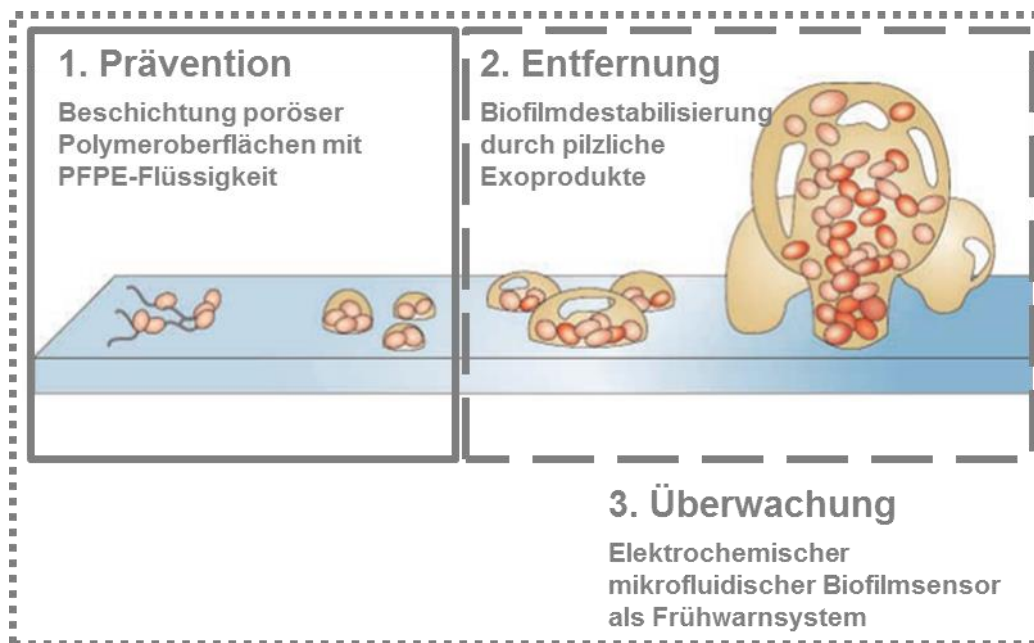 1. Prävention
Beschichtung poröser
Polymeroberflächen mit
PFPE-Flüssigkeit
2. Entfernung
Biofilmdestabilisierung
durch pilzliche
Exoprodukte
3. Überwachung
Elektrochemischer
mikrofluidischer Biofilmsensor
als Frühwarnsystem